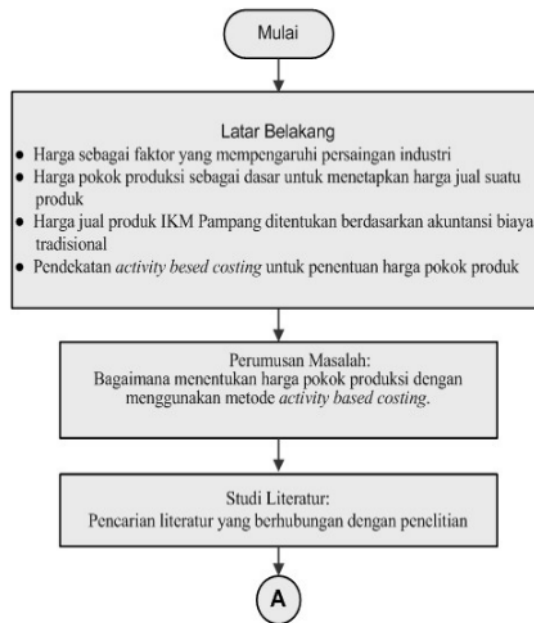 Mulai
Latar Belakang
● Harga sebagai faktor yang mempengaruhi persaingan industri
● Harga pokok produksi sebagai dasar untuk menetapkan harga jual suatu
produk
● Harga jual produk IKM Pampang ditentukan berdasarkan akuntansi biaya
tradisional
● Pendekatan activity besed costing untuk penentuan harga pokok produk
Perumusan Masalah:
Bagaimana menentukan harga pokok produksi dengan
menggunakan metode activity based costing.
Studi Literatur:
Pencarian literatur yang berhubungan dengan penelitian
A